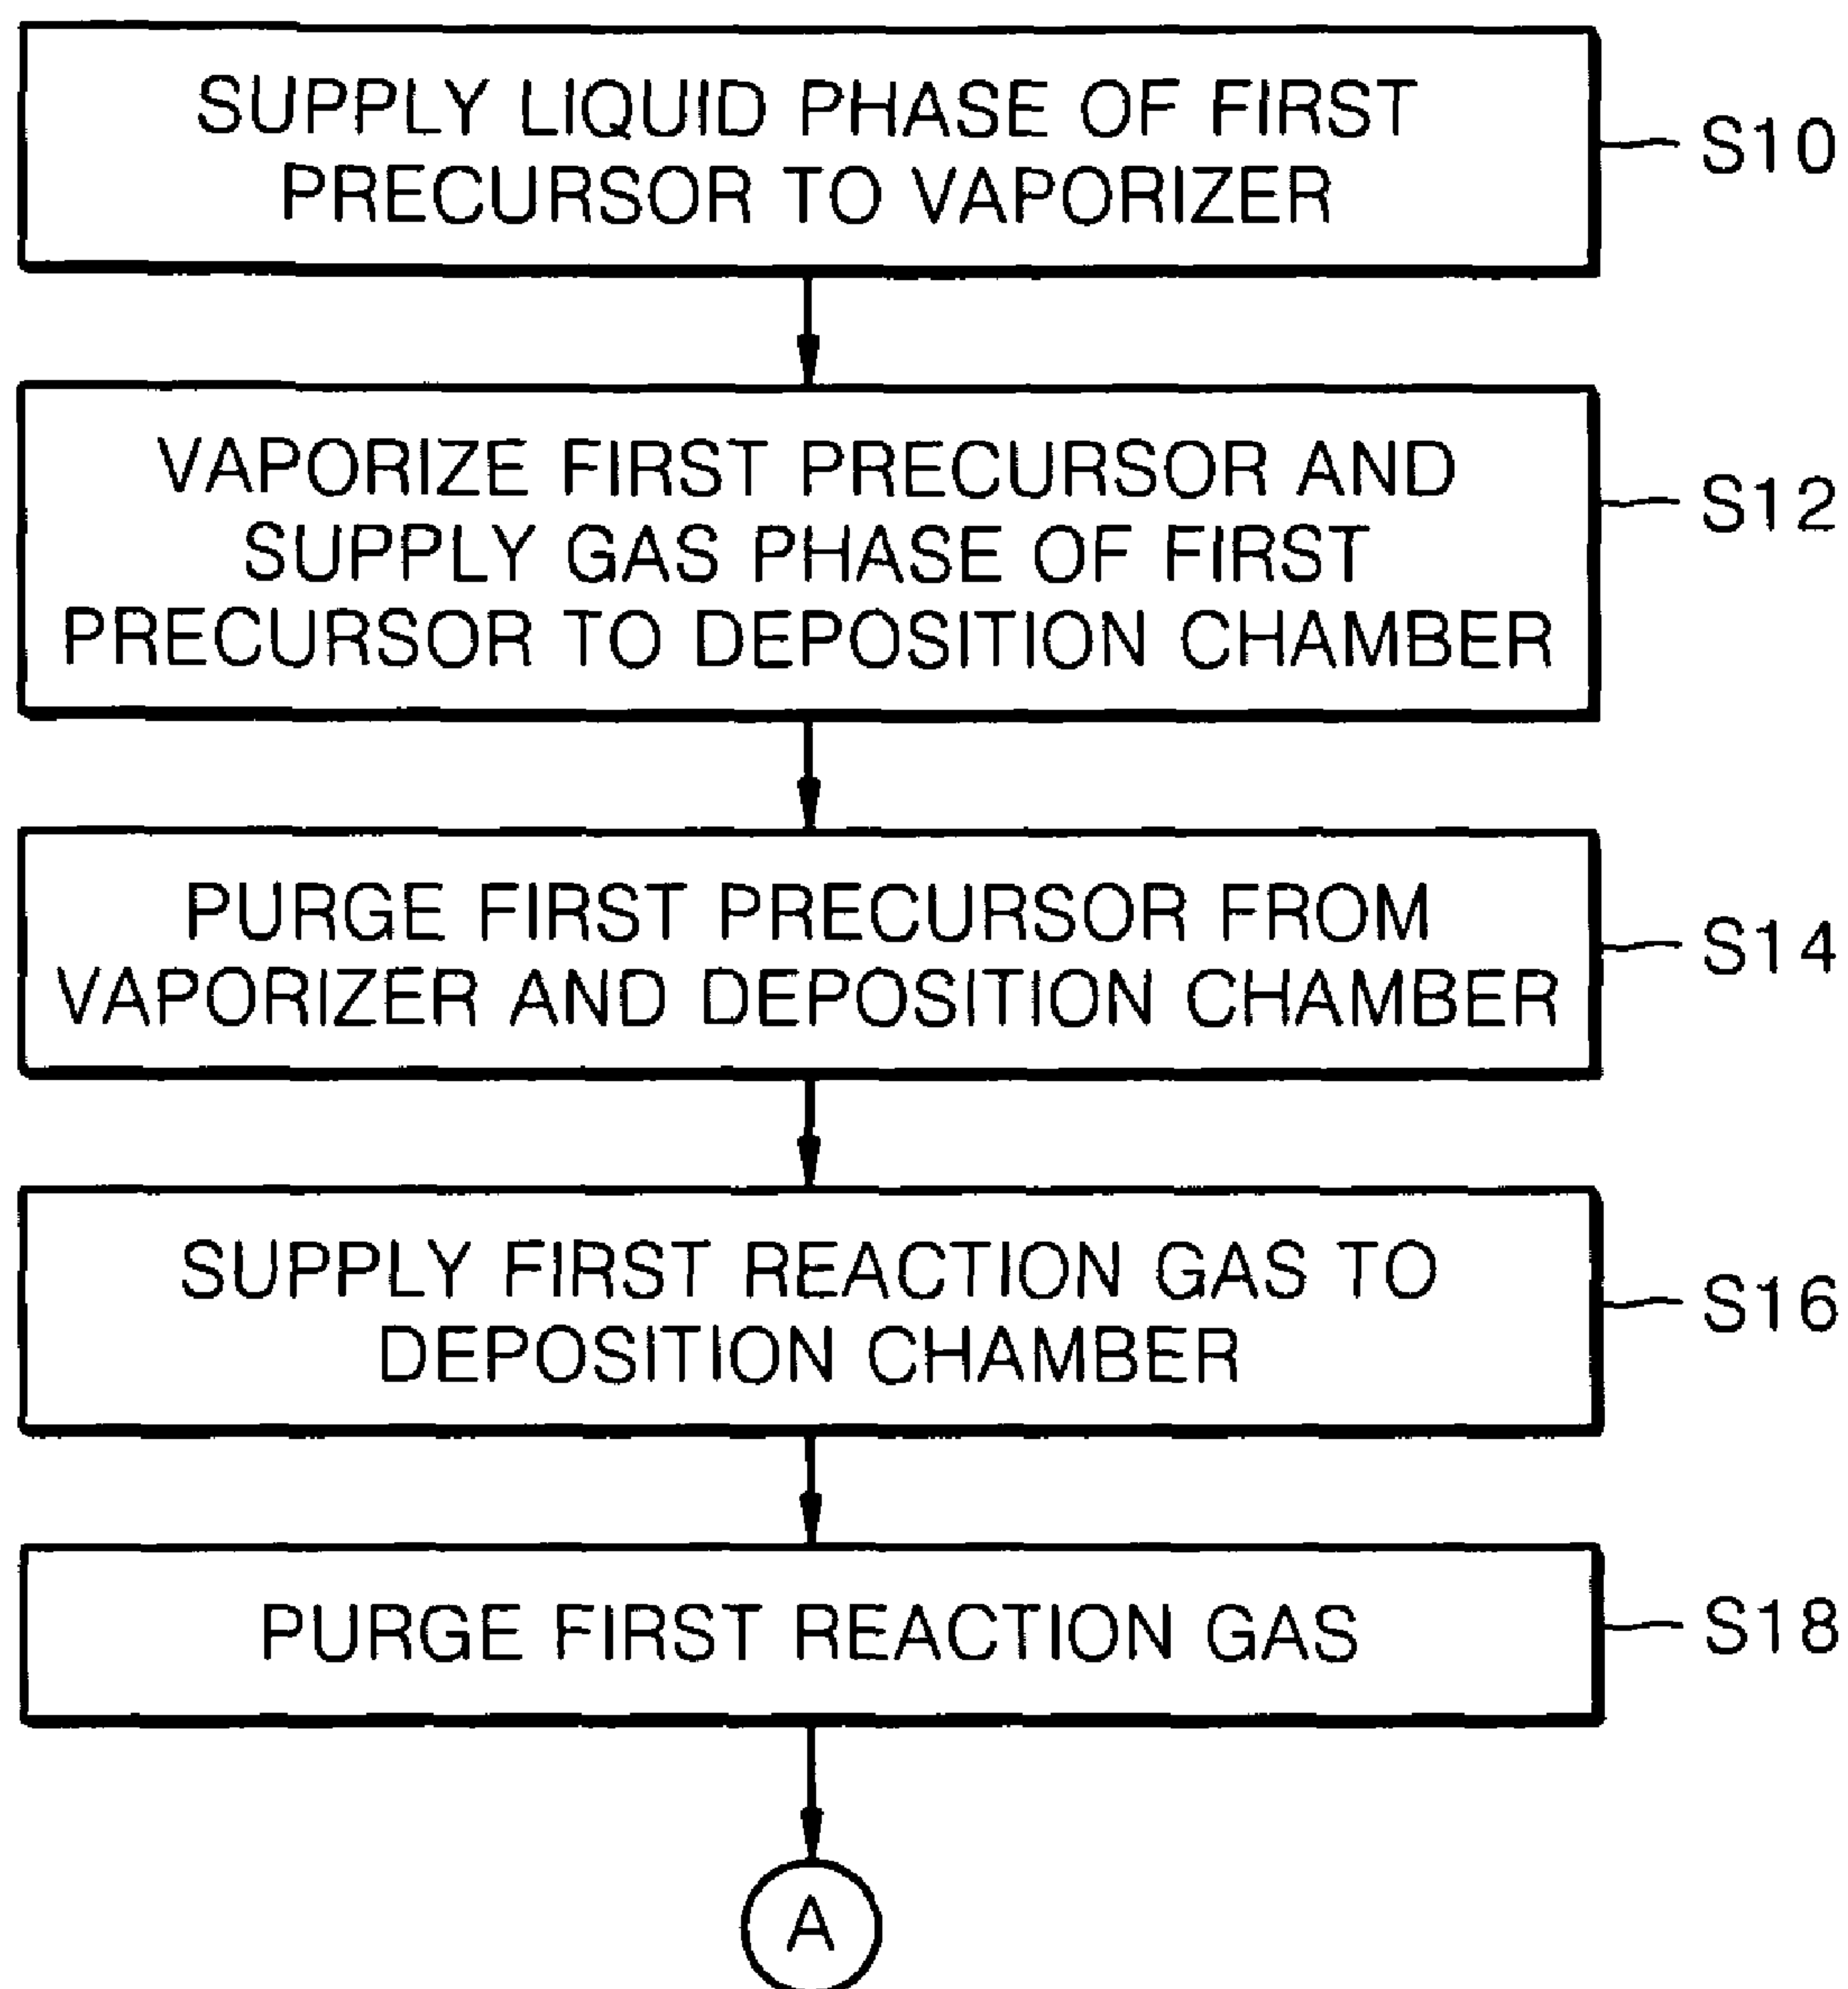 SUPPLY LIQUID PHASE OF FIRST
PRECURSOR TO VAPORIZER
S10
VAPORIZE FIRST PRECURSOR AND
SUPPLY GAS PHASE OF FIRST
PRECURSOR TO DEPOSITION CHAMBER
S12
PURGE FIRST PRECURSOR FROM
VAPORIZER AND DEPOSITION CHAMBER
S14
SUPPLY FIRST REACTION GAS TO
DEPOSITION CHAMBER
S16
PURGE FIRST REACTION GAS
S18
A